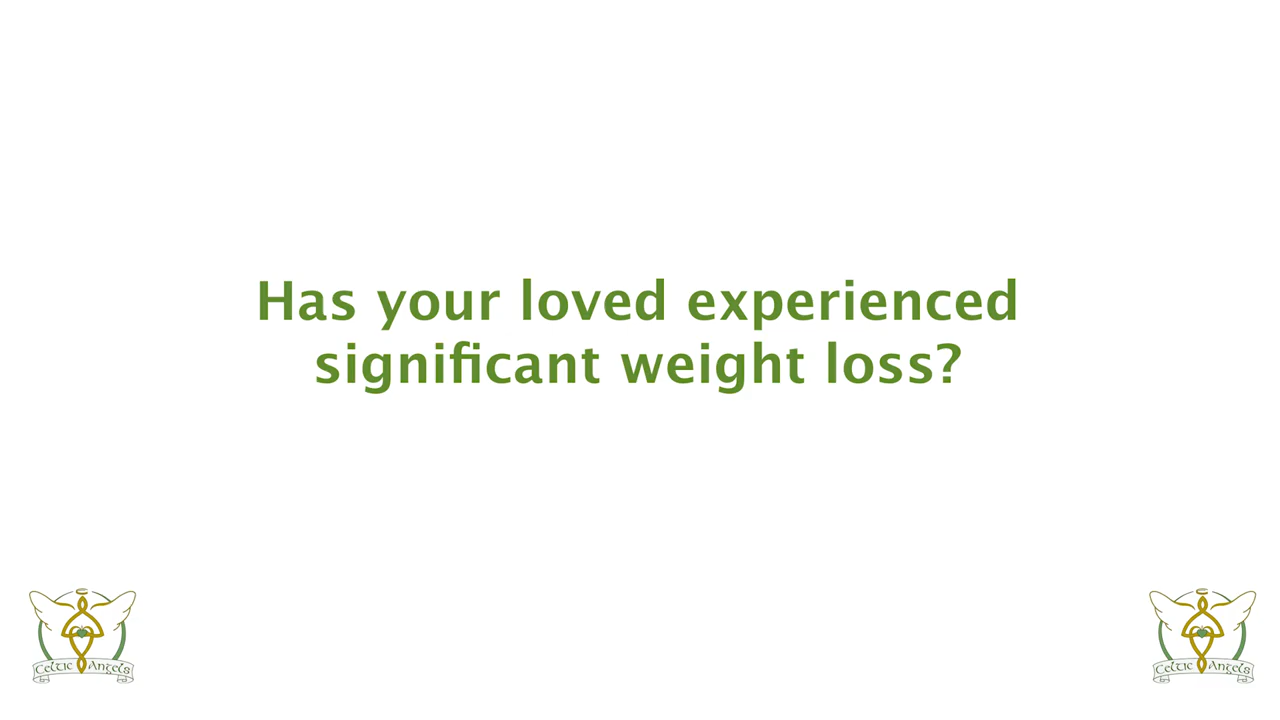 Has your loved experienced
significant weight loss?
Celtic Angels
Celtic Angels